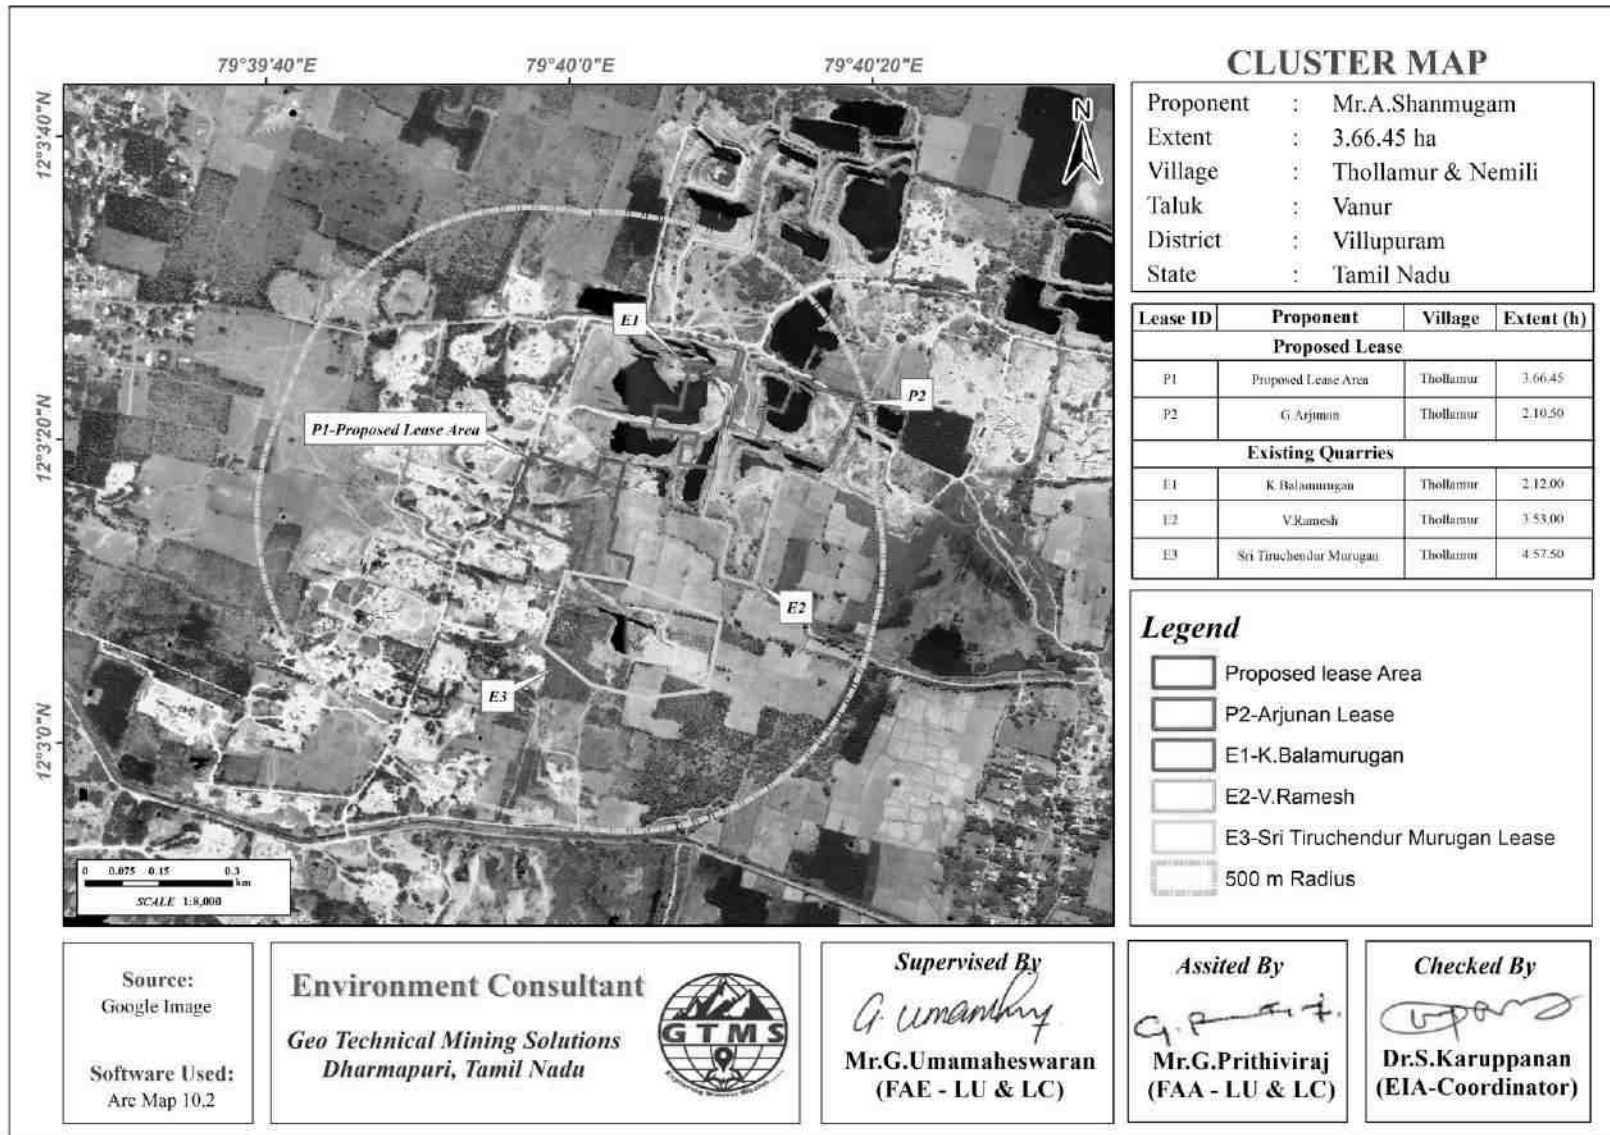 CLUSTER MAP
79°39'40"E 79°40'0"E 79°40'20"E
12°3'40"N
12°3'20"N
12°3'0"N
N
E1
P2
P1-Proposed Lease Area
E2
E3
0 0.075 0.15 0.3
km
SCALE 1:8,000
Proponent : Mr.A.Shanmugam
Extent : 3.66.45 ha
Village : Thollamur & Nemili
Taluk : Vanur
District : Villupuram
State : Tamil Nadu
Lease ID Proponent Village Extent (h)
Proposed Lease
P1 Proposed Lease Area Thollamur 3.66.45
P2 G.Arjunan Thollamur 2.10.50
Existing Quarries
E1 K.Balamurugan Thollamur 2.12.00
E2 V.Ramesh Thollamur 3.53.00
E3 Sri Tiruchendur Murugan Thollamur 4.57.50
Legend
Proposed lease Area
P2-Arjunan Lease
E1-K.Balamurugan
E2-V.Ramesh
E3-Sri Tiruchendur Murugan Lease
500 m Radius
Source:
Google Image
Software Used:
Arc Map 10.2
Environment Consultant
Geo Technical Mining Solutions
Dharmapuri, Tamil Nadu
GTMS
Supervised By
Mr.G.Umamaheswaran
(FAE - LU & LC)
Assited By
Mr.G.Prithiviraj
(FAA - LU & LC)
Checked By
Dr.S.Karuppanan
(EIA-Coordinator)